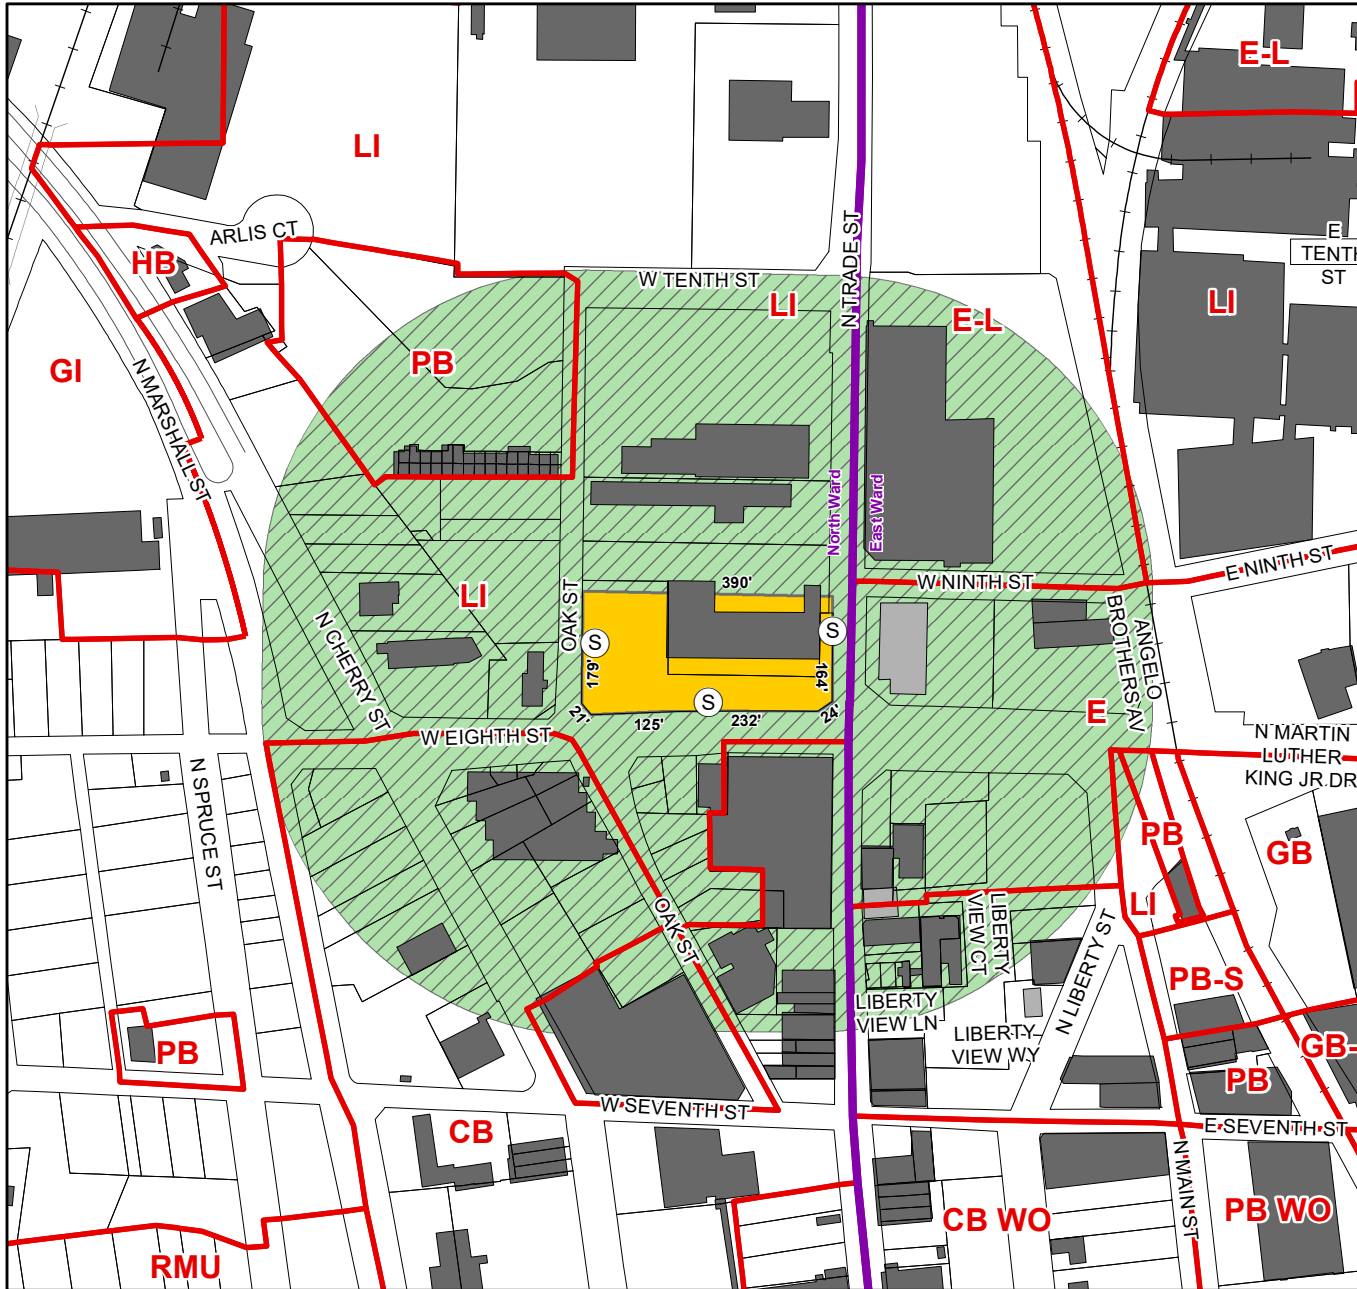 E-L
LI
ARLIS CT
HB
E
TENTH
ST
W TENTH ST
N TRADE ST
LI
LI
E-L
PB
GI
N MARSHALL ST
North Ward
East Ward
E NINTH ST
W NINTH ST
390'
LI
OAK ST
N CHERRY ST
S
S
179'
164'
S
21'
125'
232'
24'
ANGELO
BROTHERS AV
E
W EIGHTH ST
N MARTIN
LUTHER
KING JR DR
N SPRUCE ST
PB
GB
LI
OAK ST
LIBERTY
VIEW CT
N LIBERTY ST
PB-S
LIBERTY
VIEW LN
LIBERTY
VIEW WY
GB-
PB
PB
W SEVENTH ST
E SEVENTH ST
CB
N MAIN ST
CB WO
PB WO
RMU